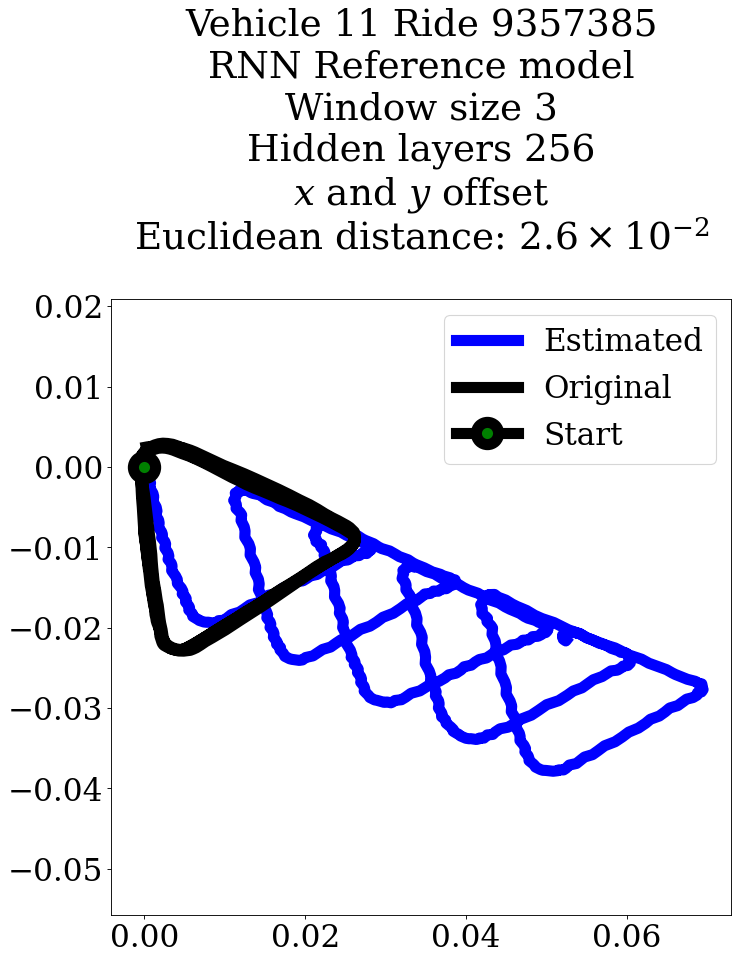 Vehicle 11 Ride 9357385
RNN Reference model
Window size 3
Hidden layers 256
x and y offset
Euclidean distance: 2.6 × 10⁻²
0.02
0.01
0.00
−0.01
−0.02
−0.03
−0.04
−0.05
Estimated
Original
Start
0.00 0.02 0.04 0.06